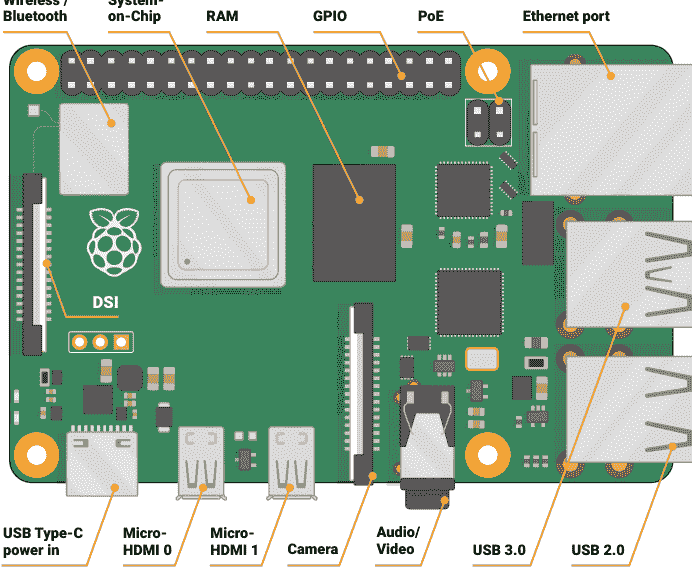 Wireless /
Bluetooth
System-
on-Chip
RAM
GPIO
PoE
Ethernet port
DSI
USB Type-C
power in
Micro-
HDMI 0
Micro-
HDMI 1
Camera
Audio/
Video
USB 3.0
USB 2.0